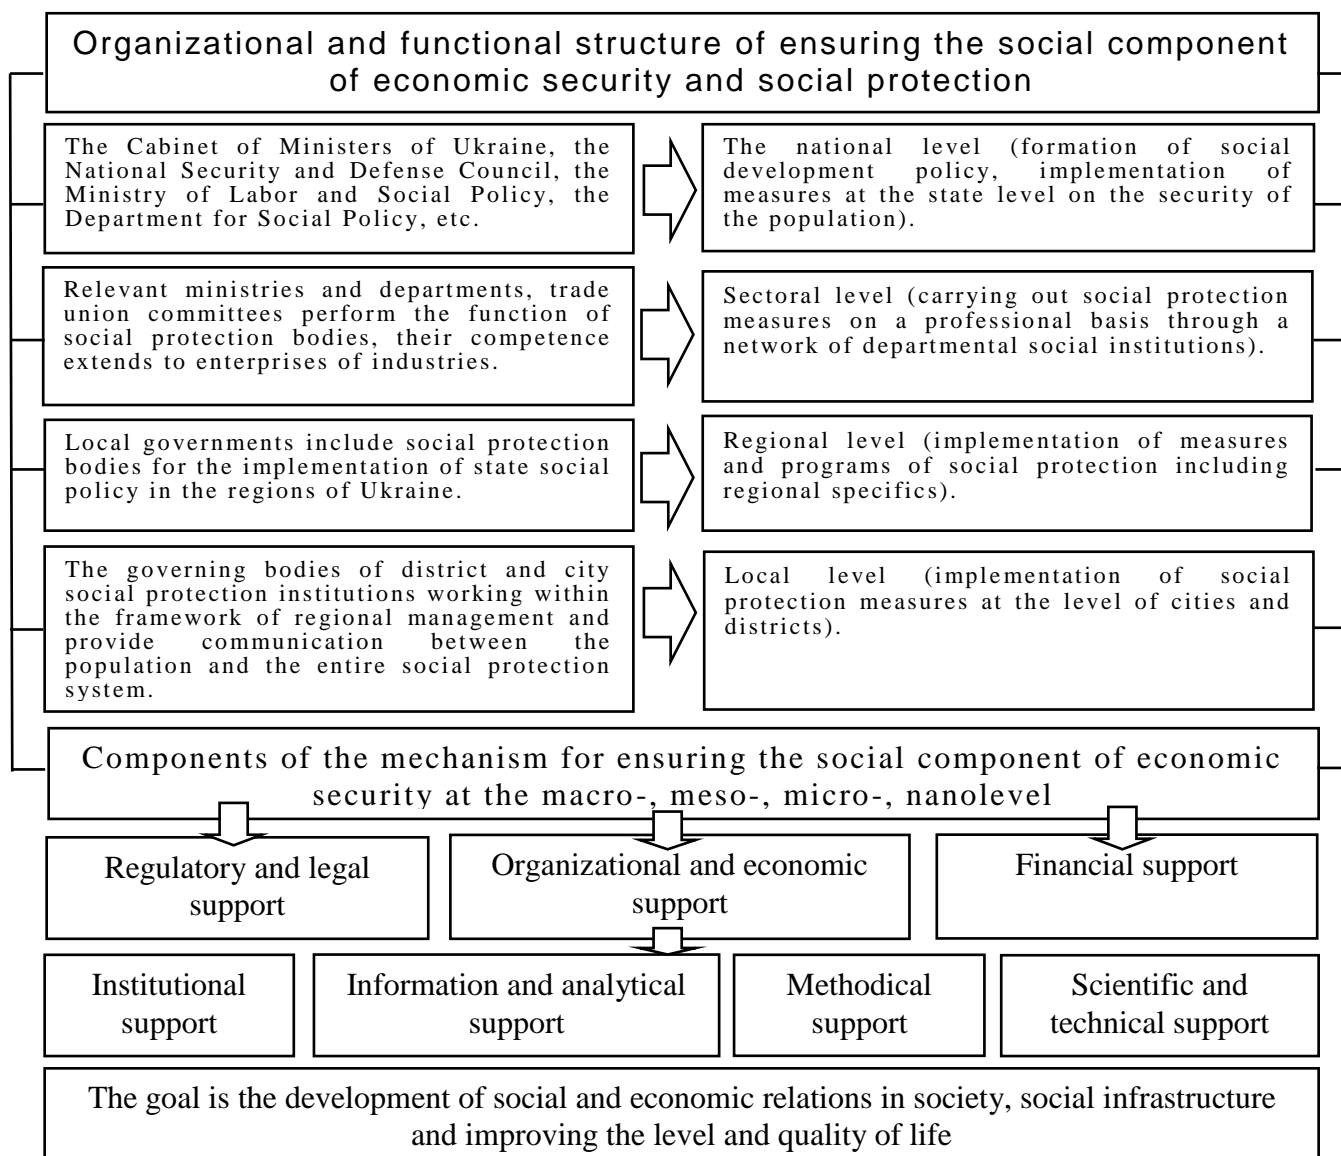 Organizational and functional structure of ensuring the social component
of economic security and social protection
The Cabinet of Ministers of Ukraine, the
National Security and Defense Council, the
Ministry of Labor and Social Policy, the
Department for Social Policy, etc.
The national level (formation of social
development policy, implementation of
measures at the state level on the security of
the population).
Relevant ministries and departments, trade
union committees perform the function of
social protection bodies, their competence
extends to enterprises of industries.
Sectoral level (carrying out social protection
measures on a professional basis through a
network of departmental social institutions).
Local governments include social protection
bodies for the implementation of state social
policy in the regions of Ukraine.
Regional level (implementation of measures
and programs of social protection including
regional specifics).
The governing bodies of district and city
social protection institutions working within
the framework of regional management and
provide communication between the
population and the entire social protection
system.
Local level (implementation of social
protection measures at the level of cities and
districts).
Components of the mechanism for ensuring the social component of economic
security at the macro-, meso-, micro-, nanolevel
Regulatory and legal
support
Organizational and economic
support
Financial support
Institutional
support
Information and analytical
support
Methodical
support
Scientific and
technical support
The goal is the development of social and economic relations in society, social infrastructure
and improving the level and quality of life